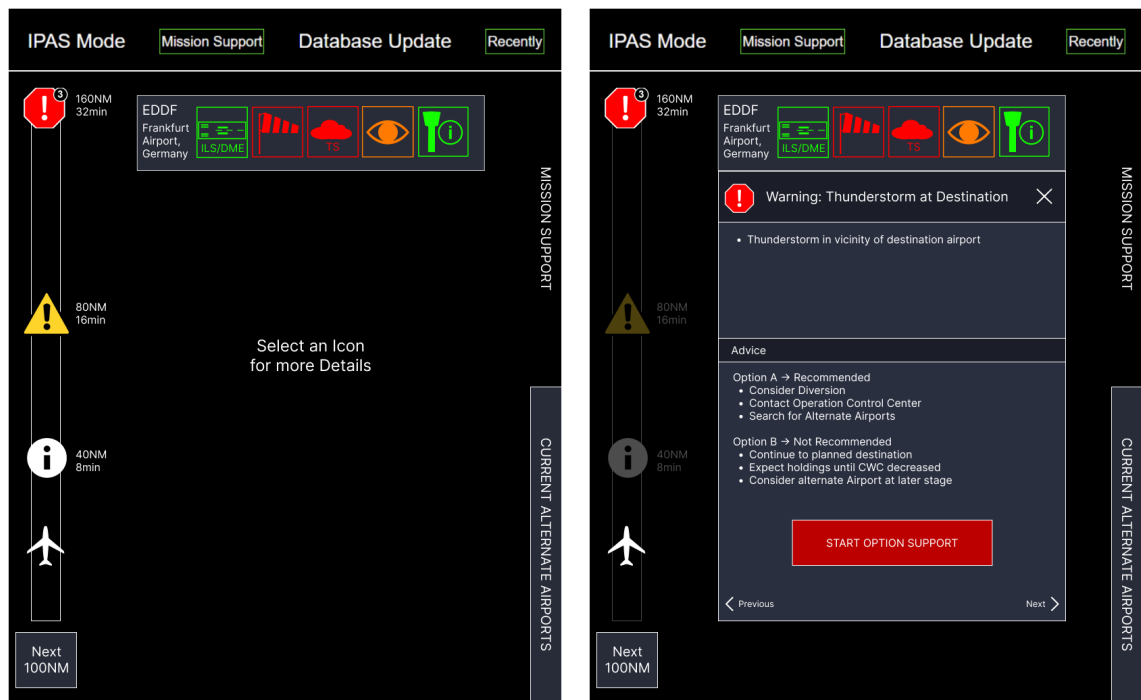 IPAS Mode
Mission Support
Database Update
Recently
3
160NM
32min
EDDF
Frankfurt
Airport,
Germany
ILS/DME
TS
MISSION SUPPORT
80NM
16min
Select an Icon
for more Details
40NM
8min
CURRENT ALTERNATE AIRPORTS
Next
100NM
IPAS Mode
Mission Support
Database Update
Recently
3
160NM
32min
EDDF
Frankfurt
Airport,
Germany
ILS/DME
TS
MISSION SUPPORT
Warning: Thunderstorm at Destination
• Thunderstorm in vicinity of destination airport
80NM
16min
Advice
Option A → Recommended
• Consider Diversion
• Contact Operation Control Center
• Search for Alternate Airports
Option B → Not Recommended
• Continue to planned destination
• Expect holdings until CWC decreased
• Consider alternate Airport at later stage
40NM
8min
START OPTION SUPPORT
CURRENT ALTERNATE AIRPORTS
Previous
Next
Next
100NM